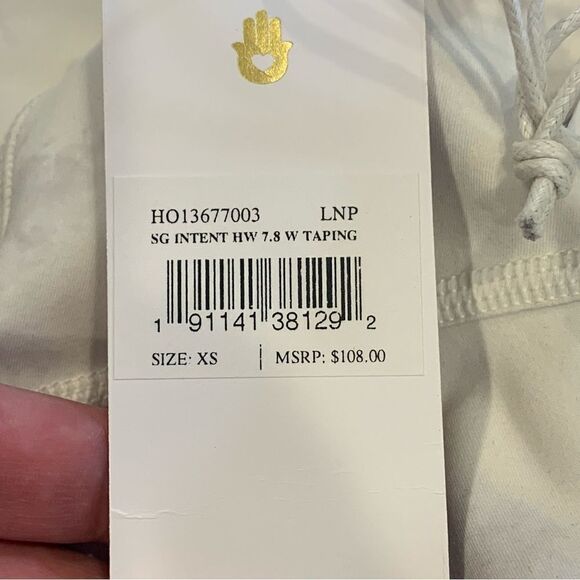 HO13677003 LNP
SG INTENT HW 7.8 W TAPING
1 91141 38129 2
SIZE: XS | MSRP: $108.00